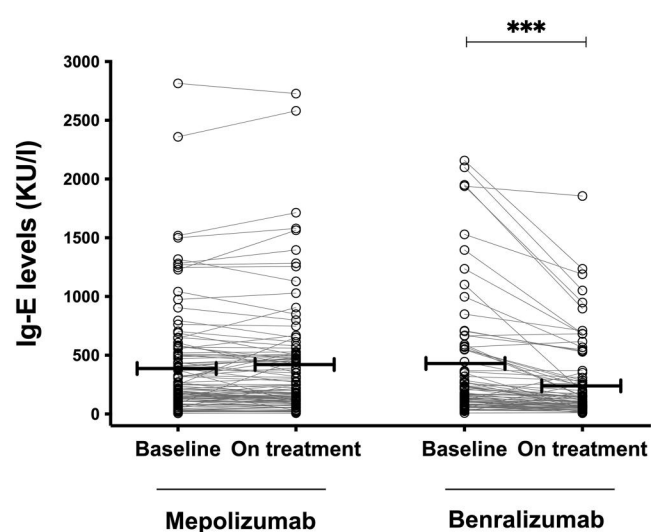 ***
3000
2500
2000
1500
1000
500
0
Ig-E levels (KU/l)
Baseline On treatment Baseline On treatment
Mepolizumab Benralizumab